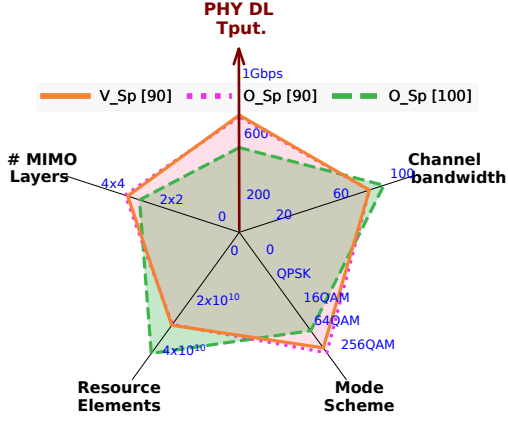 PHY DL
Tput.
1Gbps
V_Sp [90] O_Sp [90] O_Sp [100]
600
# MIMO
Layers
Channel
bandwidth
4x4
2x2
200
0
20
60
100
0
0
QPSK
2x10¹⁰
16QAM
64QAM
4x10¹⁰
256QAM
Resource
Elements
Mode
Scheme